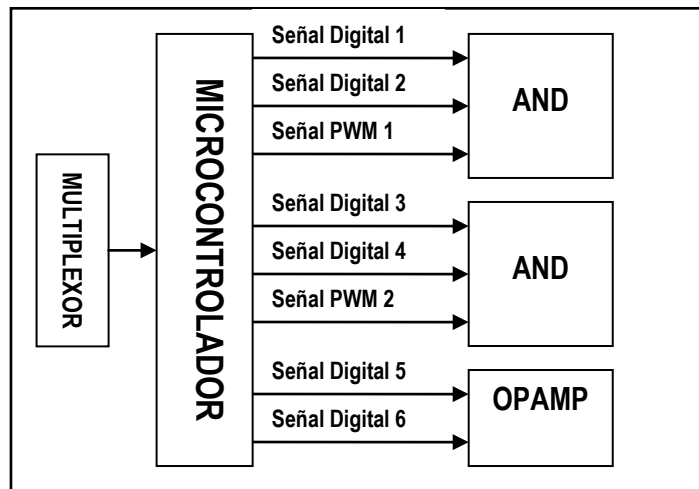 MULTIPLEXOR
MICROCONTROLADOR
Señal Digital 1
Señal Digital 2
Señal PWM 1
AND
Señal Digital 3
Señal Digital 4
Señal PWM 2
AND
Señal Digital 5
Señal Digital 6
OPAMP